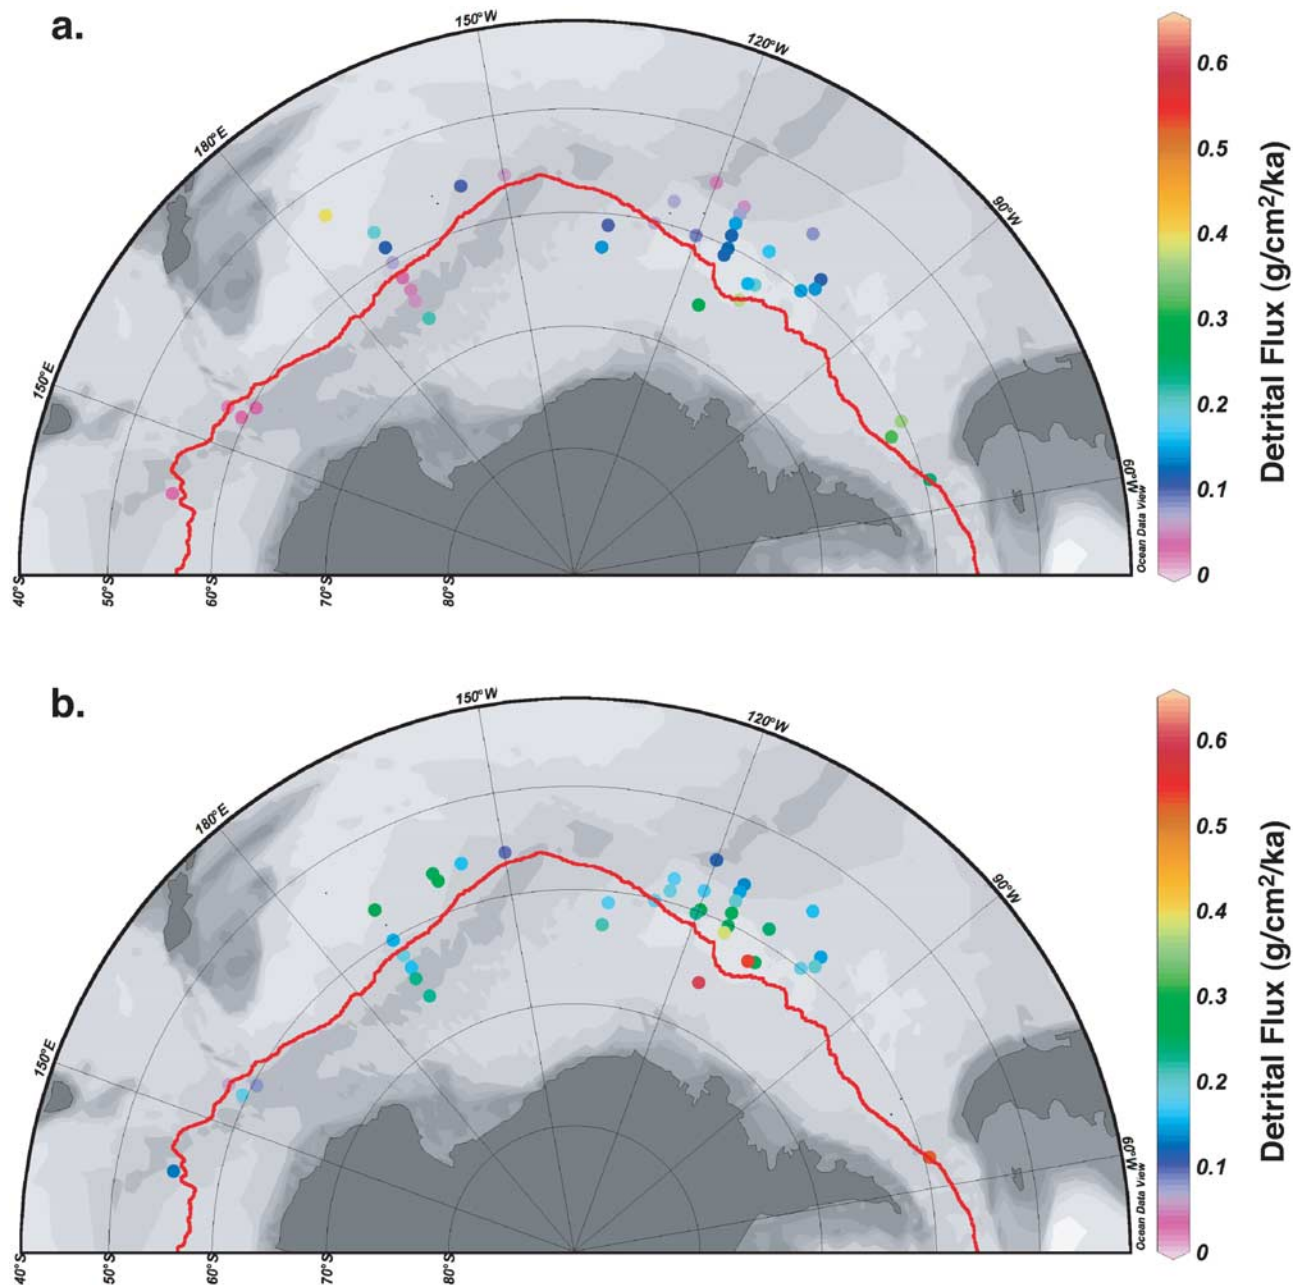 a.
150°W
120°W
180°E
90°W
150°E
60°W
40°S
50°S
60°S
70°S
80°S
Ocean Data View
0.6
0.5
0.4
0.3
0.2
0.1
0
Detrital Flux (g/cm²/ka)
b.
150°W
120°W
180°E
90°W
150°E
60°W
40°S
50°S
60°S
70°S
80°S
Ocean Data View
0.6
0.5
0.4
0.3
0.2
0.1
0
Detrital Flux (g/cm²/ka)